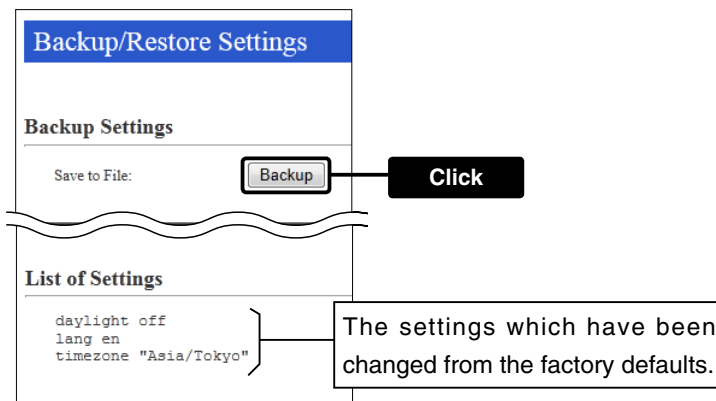 Backup/Restore Settings
Backup Settings
Save to File:
Backup
Click
List of Settings
daylight off
lang en
timezone "Asia/Tokyo"
The settings which have been
changed from the factory defaults.